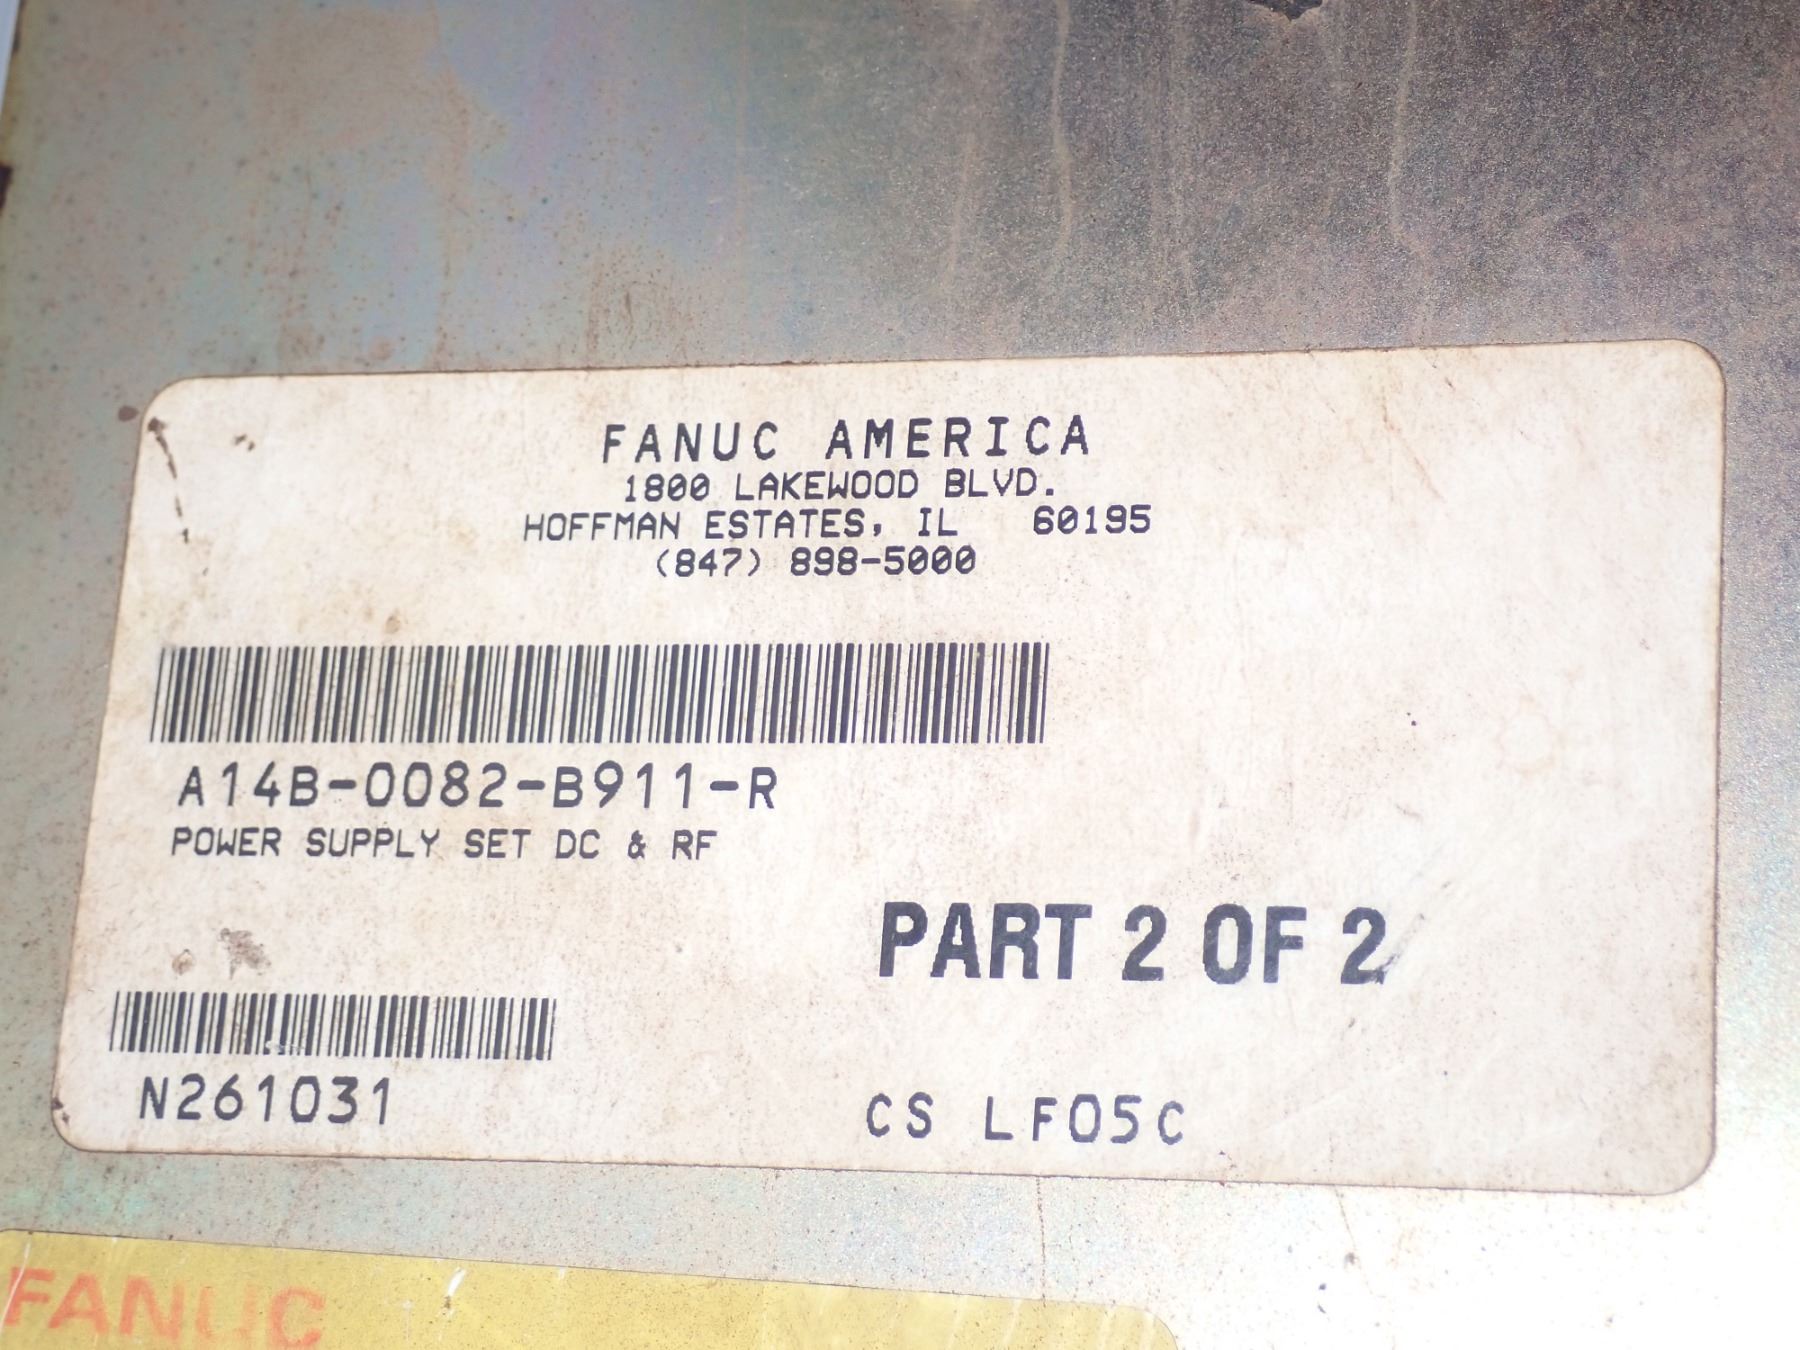 FANUC AMERICA
1800 LAKEWOOD BLVD.
HOFFMAN ESTATES, IL 60195
(847) 898-5000
A14B-0082-B911-R
POWER SUPPLY SET DC & RF
PART 2 OF 2
N261031
CS LF05C
FANUC